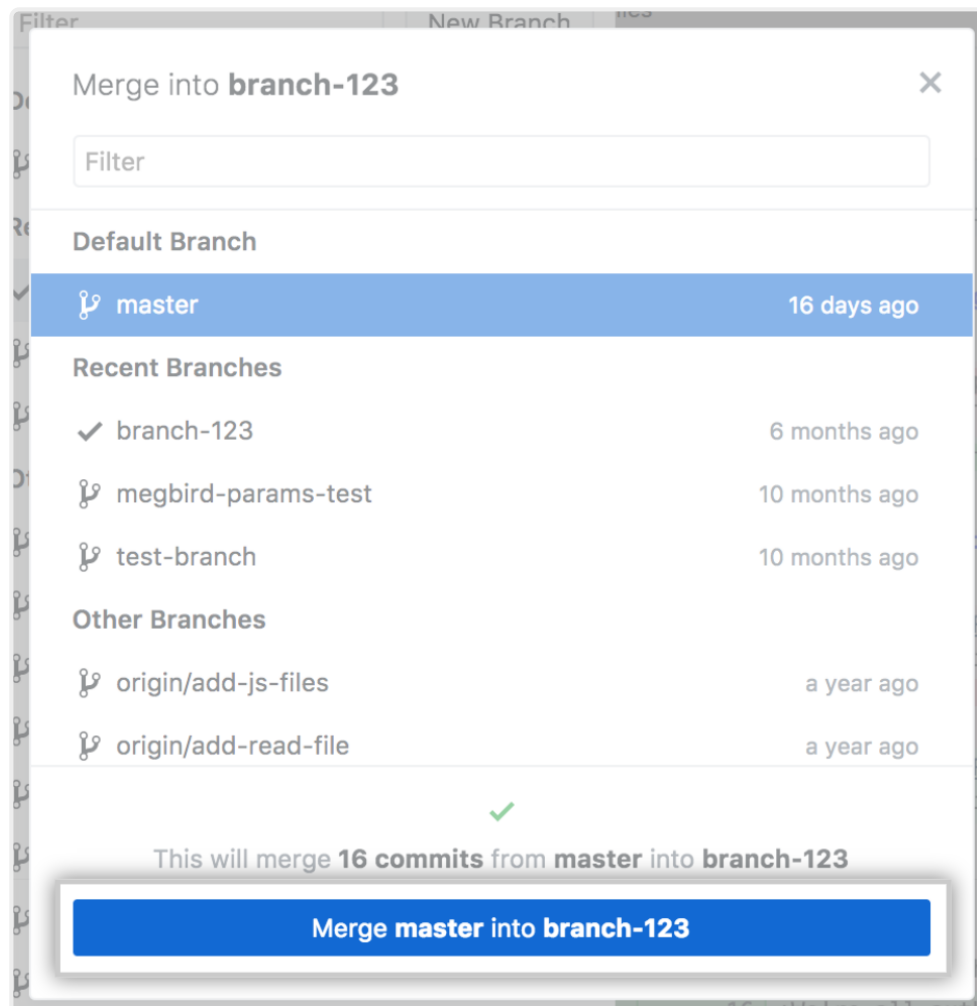 Filter New Branch
Merge into branch-123
Filter
Default Branch
master 16 days ago
Recent Branches
branch-123 6 months ago
megbird-params-test 10 months ago
test-branch 10 months ago
Other Branches
origin/add-js-files a year ago
origin/add-read-file a year ago
This will merge 16 commits from master into branch-123
Merge master into branch-123